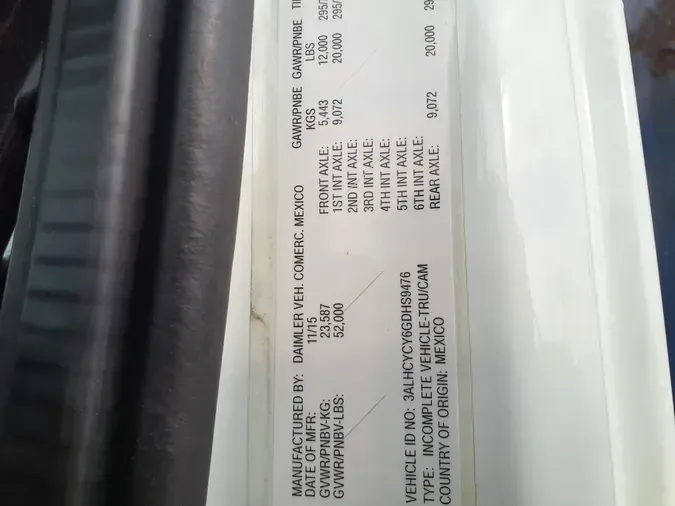 MANUFACTURED BY: DAIMLER VEH. COMERC. MEXICO GAWR/PNBE GAWR/PNBE
DATE OF MFR: 11/15 KGS LBS
GVWR/PNBV-KG: 23,587 FRONT AXLE: 5,443 12,000 295/
GVWR/PNBV-LBS: 52,000 1ST INT AXLE: 9,072 20,000 295/
2ND INT AXLE:
3RD INT AXLE:
4TH INT AXLE:
5TH INT AXLE:
VEHICLE ID NO: 3ALHCYCY6GDHS9476 6TH INT AXLE:
TYPE: INCOMPLETE VEHICLE-TRU/CAM REAR AXLE: 9,072 20,000 29
COUNTRY OF ORIGIN: MEXICO